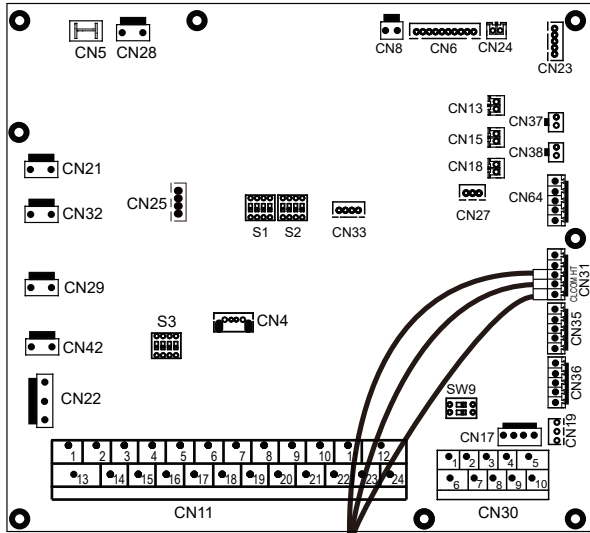 CN5
CN28
CN8
CN6
CN24
CN23
CN13
CN37
CN15
CN38
CN18
CN21
CN64
CN25
CN32
CN27
S1
S2
CN33
CLCOM HT
CN31
CN29
S3
CN4
CN35
CN42
CN36
CN22
SW9
CN17
CN19
1 2 3 4 5 6 7 8 9 10 1 12
13 14 15 16 17 18 19 20 21 22 23 24
CN11
1 2 3 4 5
6 7 8 9 10
CN30